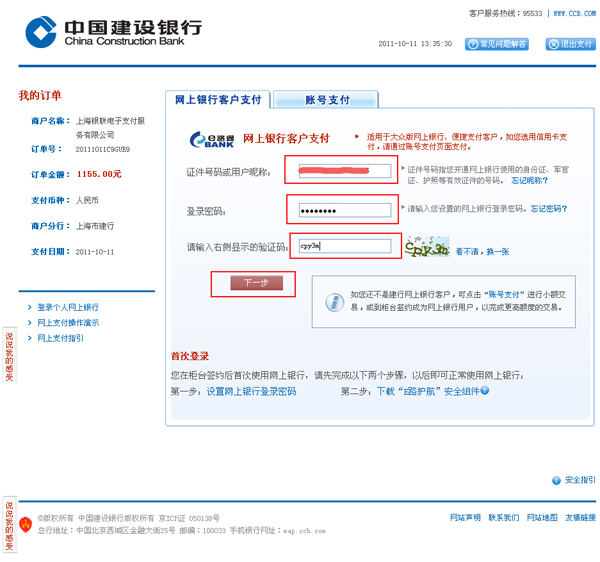 客户服务热线：95533 | www.CCB.com
中国建设银行
China Construction Bank
2011-10-11 13:35:30
常见问题解答
退出支付
我的订单
网上银行客户支付
账号支付
商户名称： 上海银联电子支付服
务有限公司
订单号： 20111011C9GUR9
订单金额： 1155.00元
支付币种： 人民币
商户分行： 上海市建行
支付日期： 2011-10-11
e路通
BANK
网上银行客户支付
适用于大众版网上银行、便捷支付客户，如您选用信用卡支
付，请通过账号支付页面支付。
证件号码或用户昵称：
证件号码指您开通网上银行使用的身份证、军官
证、护照等有效证件的号码。 忘记昵称？
登录密码： ●●●●●●●●
请输入您设置的网上银行登录密码。忘记密码？
请输入右侧显示的验证码： cpy3m
cpy3m
看不清，换一张
下一步
如您还不是建行网上银行客户，可点击“账号支付”进行小额交
易，或到柜台签约成为网上银行用户，以完成更高额度的交易。
登录个人网上银行
网上支付操作演示
网上支付指引
说说我的感受
首次登录
您在柜台签约后首次使用网上银行，请先完成以下两个步骤，以后即可正常使用网上银行：
第一步：设置网上银行登录密码
第二步：下载“E路护航”安全组件
安全指引
说说我的感受
©版权所有 中国建设银行版权所有 京ICP证 050138号
总行地址：中国北京西城区金融大街25号 邮编：100033 手机银行网址：wap.ccb.com
网站声明 联系我们 网站地图 友情链接